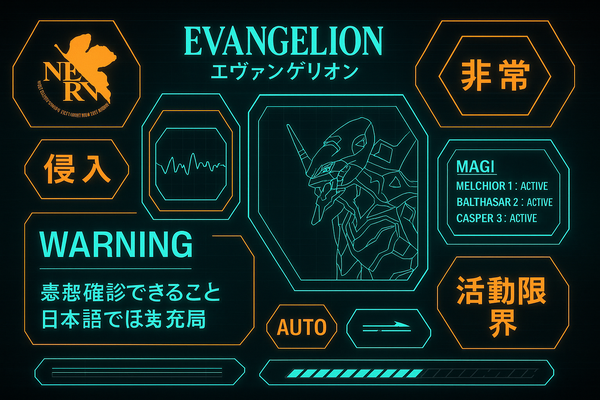 NERV
EVANGELION
エヴァンゲリオン
非常
侵入
MAGI
MELCHIOR 1 : ACTIVE
BALTHASAR 2 : ACTIVE
CASPER 3 : ACTIVE
WARNING
できること
日本語でほ
活動限
界
AUTO